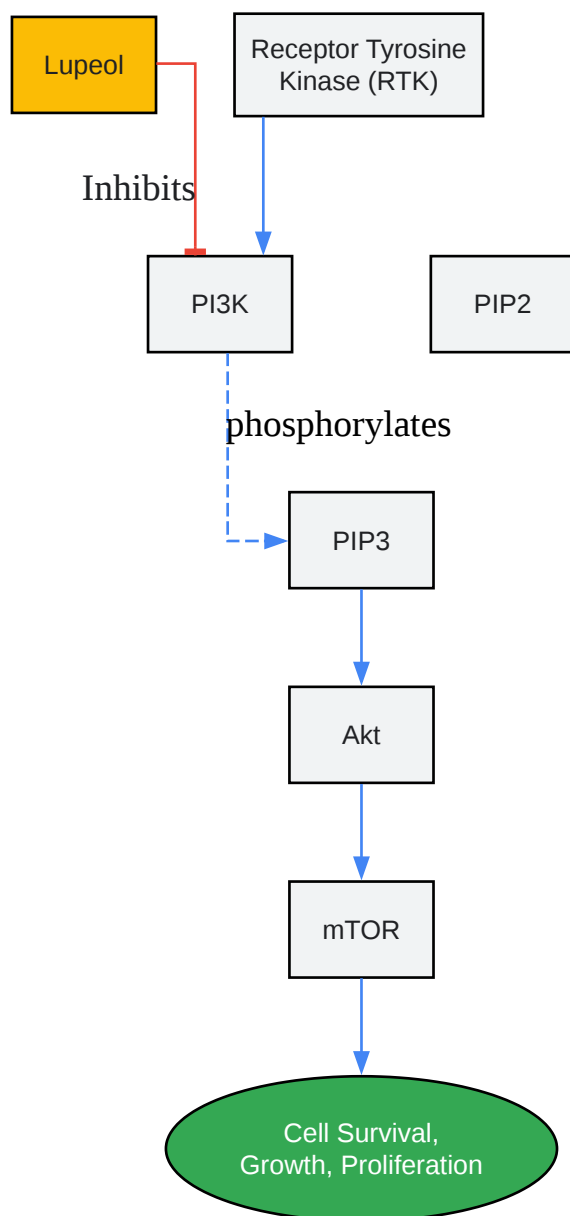 Lupeol
Receptor Tyrosine
Kinase (RTK)
Inhibits
PI3K
PIP2
phosphorylates
PIP3
Akt
mTOR
Cell Survival,
Growth, Proliferation